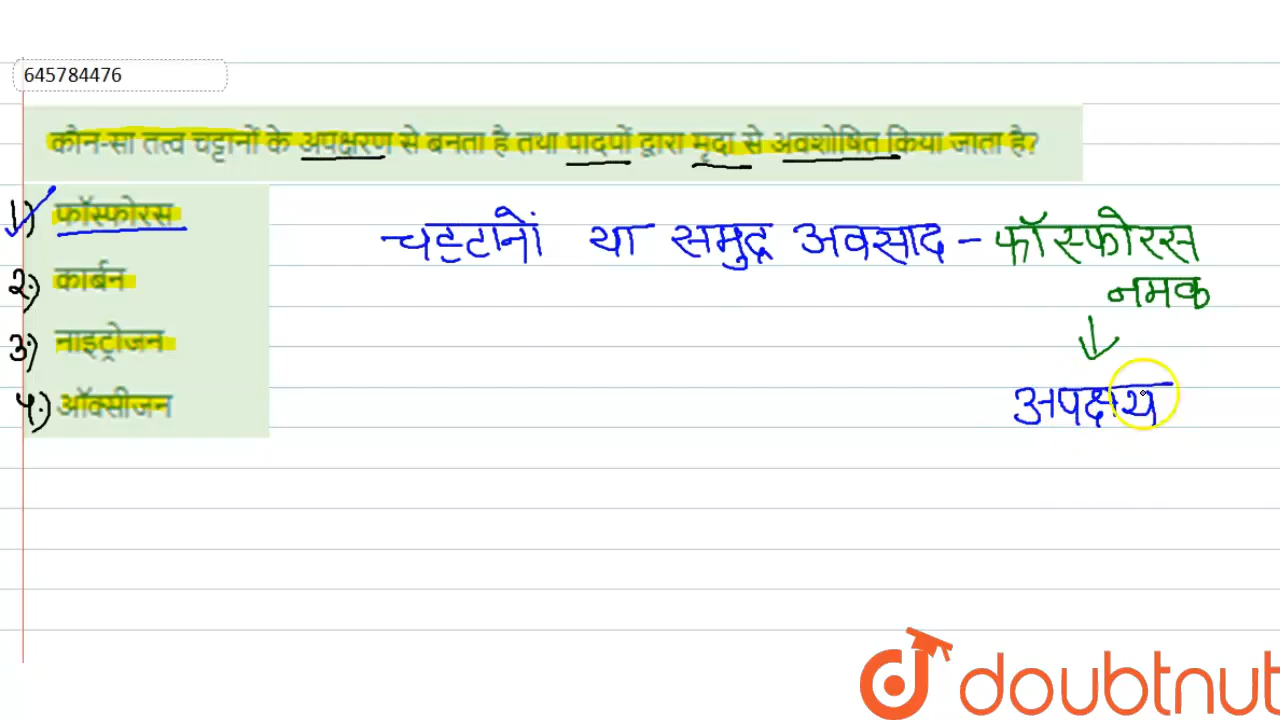 645784476
कौन-सा तत्व चट्टानों के अपक्षरण से बनता है तथा पादपों द्वारा मृदा से अवशोषित किया जाता है?
1) फॉस्फोरस
2.) कार्बन
3.) नाइट्रोजन
4.) ऑक्सीजन
चट्टानों या समुद्र अवसाद - फॉस्फोरस
नमक
↓
अपक्षय
doubtnut